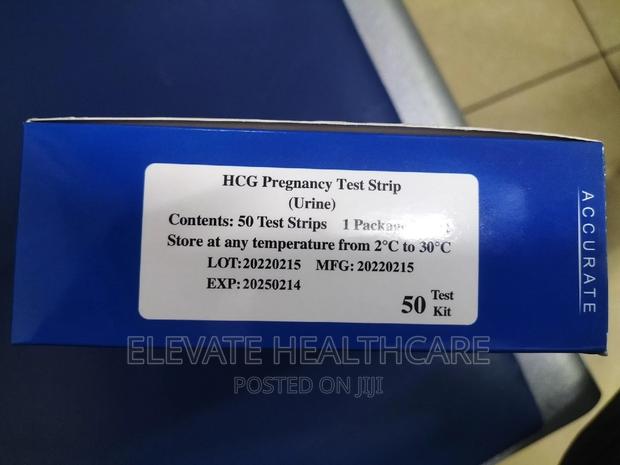 HCG Pregnancy Test Strip
(Urine)
Contents: 50 Test Strips 1 Package
Store at any temperature from 2°C to 30°C
LOT:20220215 MFG: 20220215
EXP:20250214
50 Test Kit
ACCURATE
ELEVATE HEALTHCARE
POSTED ON JIJI